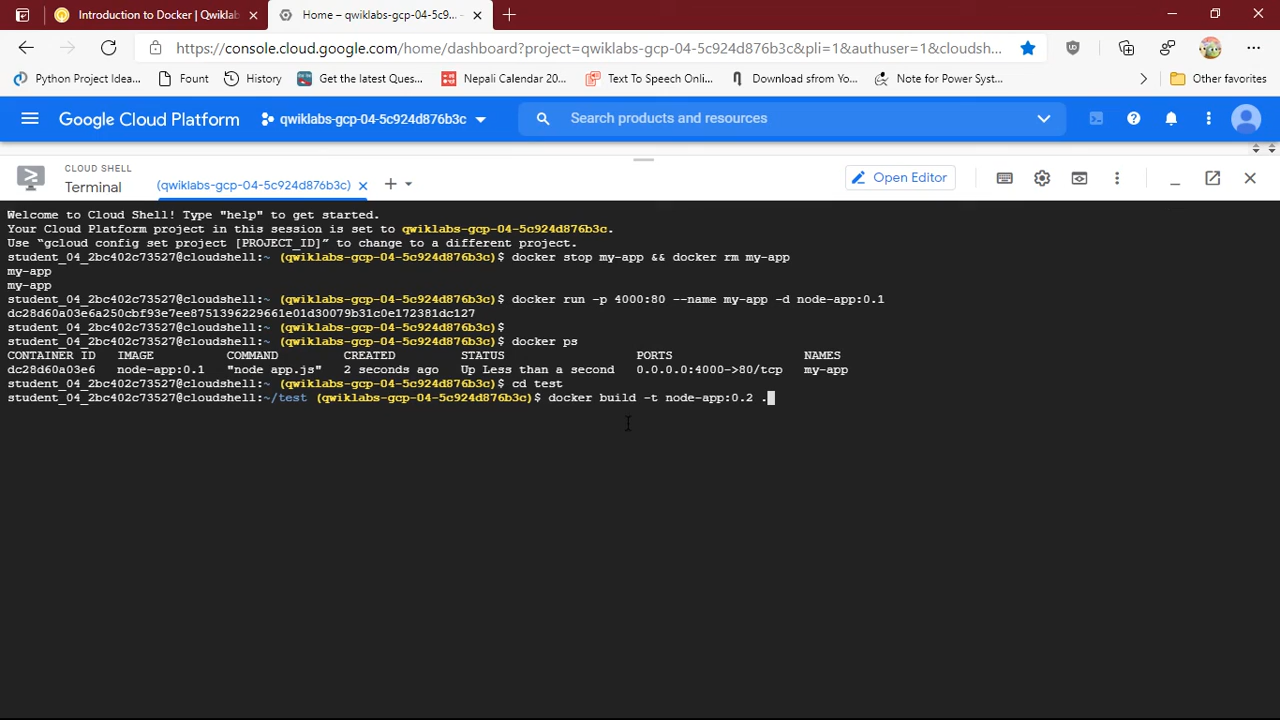 Introduction to Docker | Qwiklab
Home – qwiklabs-gcp-04-5c9...
https://console.cloud.google.com/home/dashboard?project=qwiklabs-gcp-04-5c924d876b3c&pli=1&authuser=1&cloudsh...
Python Project Idea...
Fount
History
Get the latest Ques...
Nepali Calendar 20...
Text To Speech Onli...
Download sfrom Yo...
Note for Power Syst...
Other favorites
Google Cloud Platform
qwiklabs-gcp-04-5c924d876b3c
Search products and resources
CLOUD SHELL
Terminal
(qwiklabs-gcp-04-5c924d876b3c)
Open Editor
Welcome to Cloud Shell! Type "help" to get started.
Your Cloud Platform project in this session is set to qwiklabs-gcp-04-5c924d876b3c.
Use “gcloud config set project [PROJECT_ID]” to change to a different project.
student_04_2bc402c73527@cloudshell:~ (qwiklabs-gcp-04-5c924d876b3c)$ docker stop my-app && docker rm my-app
my-app
my-app
student_04_2bc402c73527@cloudshell:~ (qwiklabs-gcp-04-5c924d876b3c)$ docker run -p 4000:80 --name my-app -d node-app:0.1
dc28d60a03e6a250cbf93e7ee8751396229661e01d30079b31c0e172381dc127
student_04_2bc402c73527@cloudshell:~ (qwiklabs-gcp-04-5c924d876b3c)$
student_04_2bc402c73527@cloudshell:~ (qwiklabs-gcp-04-5c924d876b3c)$ docker ps
CONTAINER ID IMAGE COMMAND CREATED STATUS PORTS NAMES
dc28d60a03e6 node-app:0.1 "node app.js" 2 seconds ago Up Less than a second 0.0.0.0:4000->80/tcp my-app
student_04_2bc402c73527@cloudshell:~ (qwiklabs-gcp-04-5c924d876b3c)$ cd test
student_04_2bc402c73527@cloudshell:~/test (qwiklabs-gcp-04-5c924d876b3c)$ docker build -t node-app:0.2 .